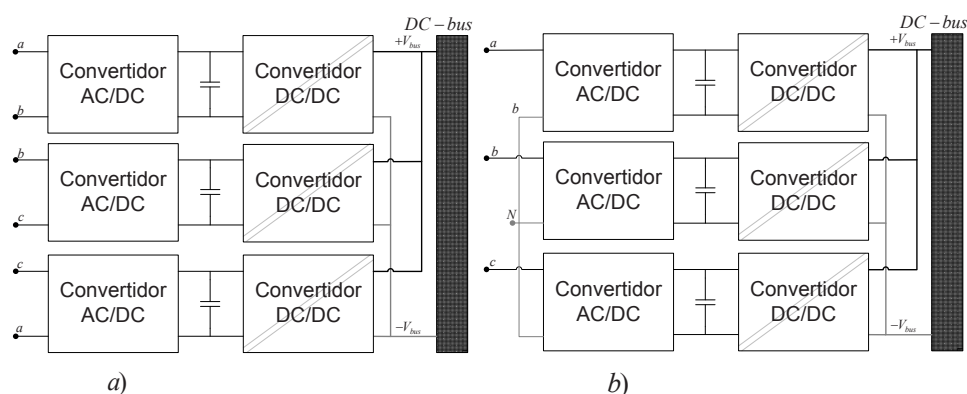 DC-bus
+V_bus
a
Convertidor AC/DC
Convertidor DC/DC
b
b
Convertidor AC/DC
Convertidor DC/DC
c
c
Convertidor AC/DC
Convertidor DC/DC
a
-V_bus
a)
DC-bus
+V_bus
a
Convertidor AC/DC
Convertidor DC/DC
b
b
Convertidor AC/DC
Convertidor DC/DC
N
c
Convertidor AC/DC
Convertidor DC/DC
-V_bus
b)